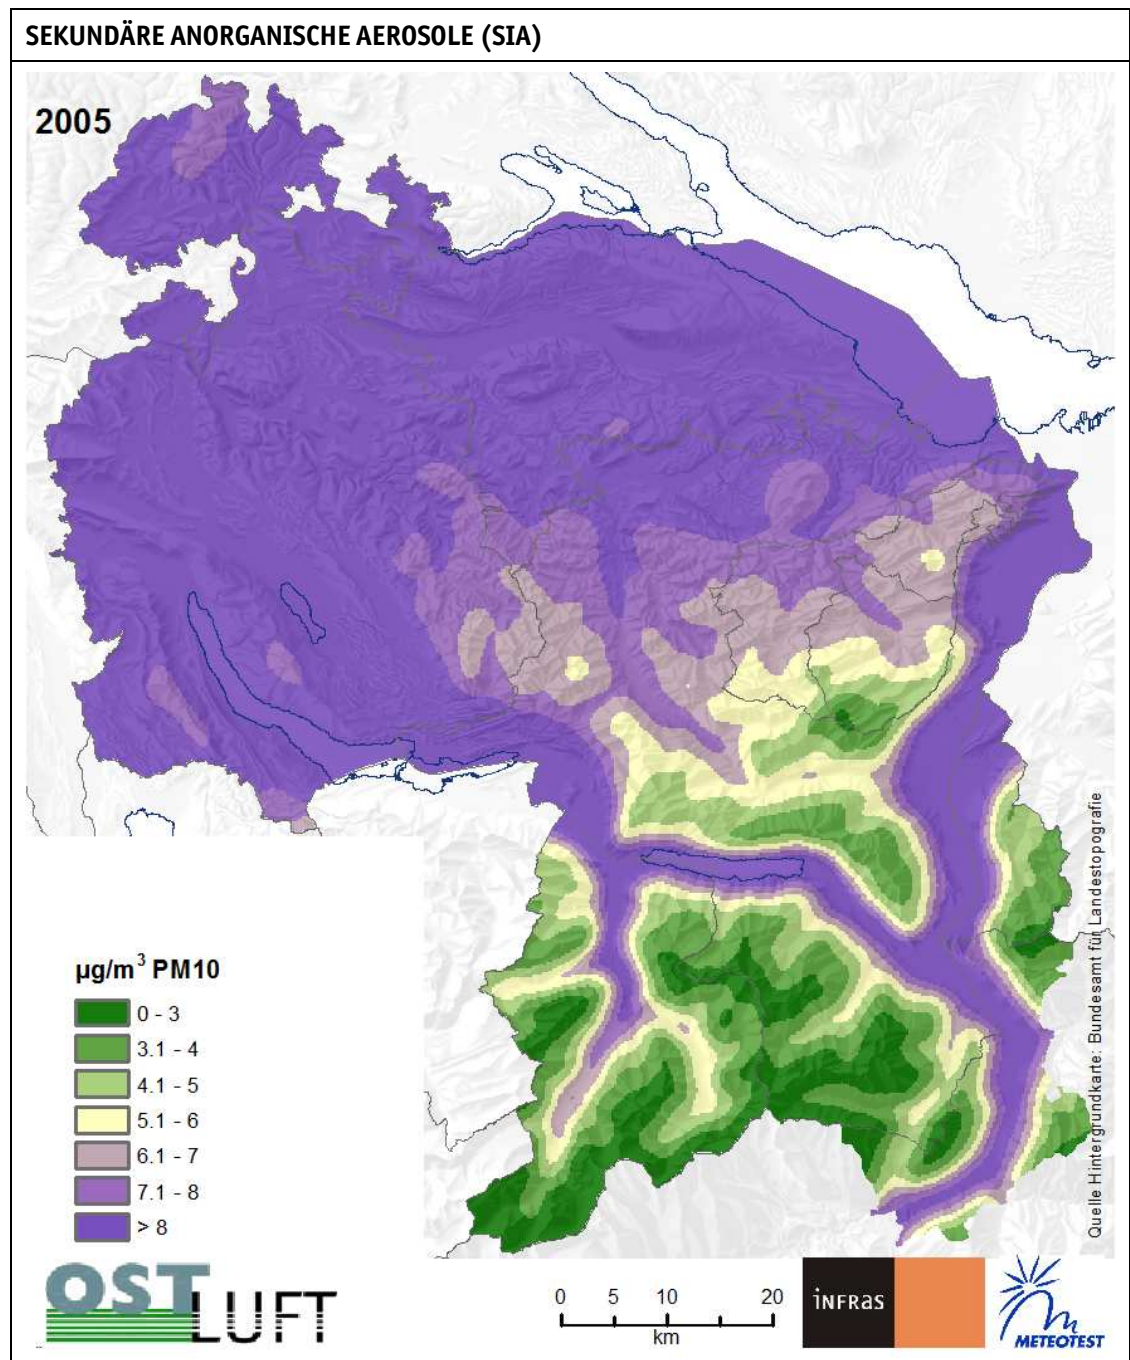 SEKUNDÄRE ANORGANISCHE AEROSOLE (SIA)
2005
µg/m³ PM10
0 - 3
3.1 - 4
4.1 - 5
5.1 - 6
6.1 - 7
7.1 - 8
> 8
Quelle Hintergrundkarte: Bundesamt für Landestopografie
OSTLUFT
0 5 10 20
km
iNFRas
METEOTEST